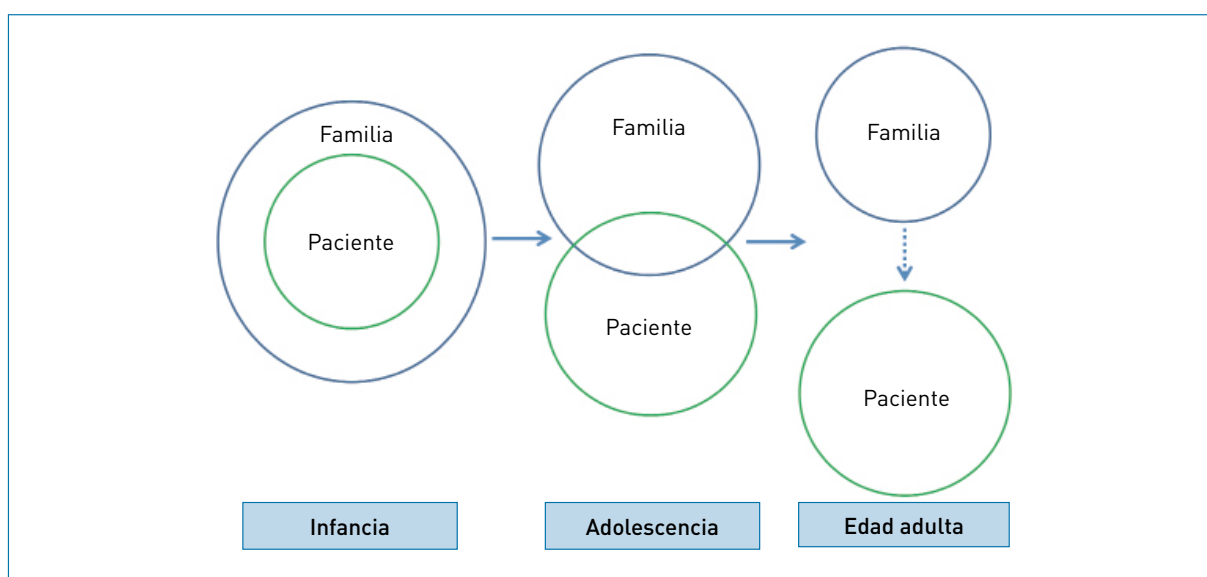 Familia
Paciente
Familia
Paciente
Familia
Paciente
Infancia
Adolescencia
Edad adulta